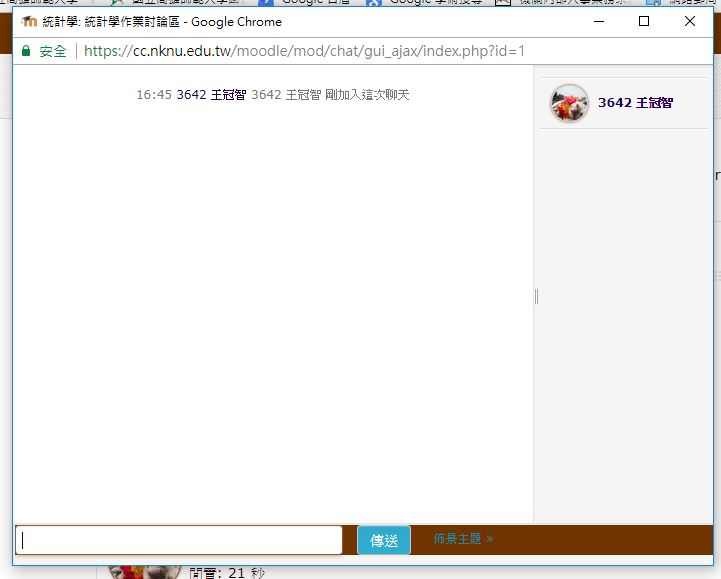 統計學: 統計學作業討論區 - Google Chrome
安全 https://cc.nknu.edu.tw/moodle/mod/chat/gui_ajax/index.php?id=1
16:45 3642 王冠智 3642 王冠智 剛加入這次聊天
3642 王冠智
傳送
佈景主題 »
閒置: 21 秒